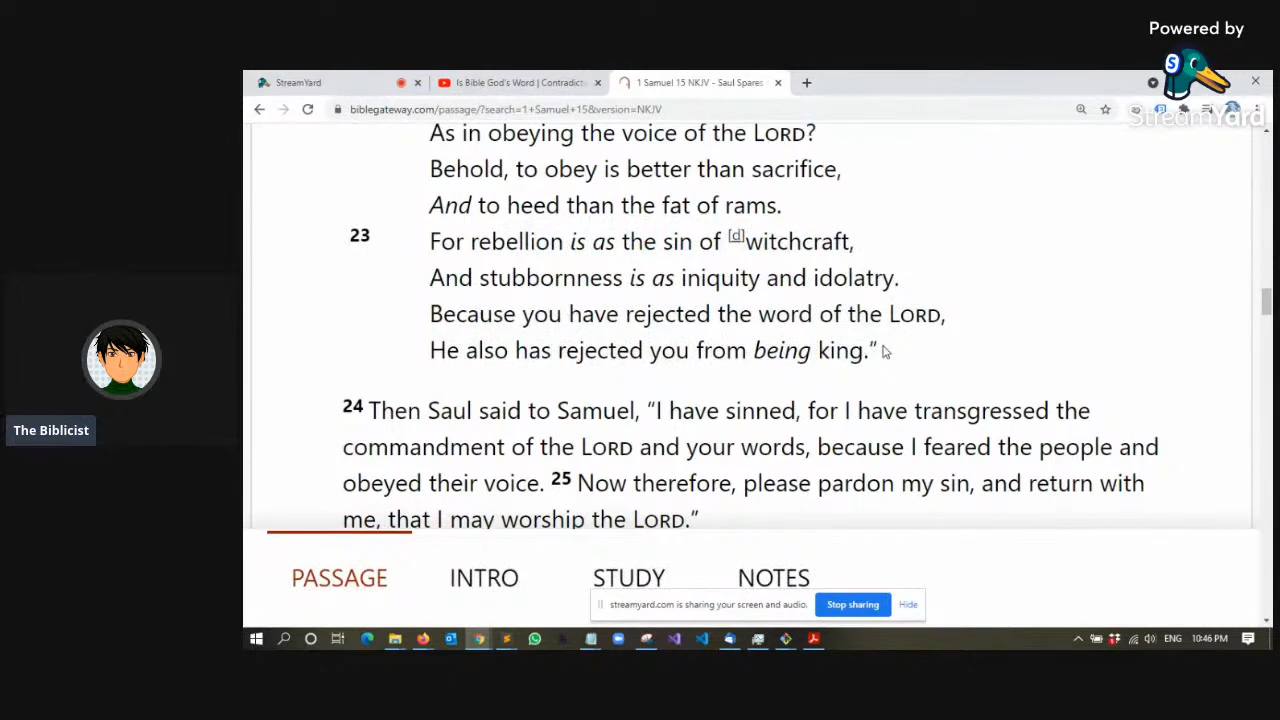 Powered by
StreamYard
StreamYard
Is Bible God's Word | Contradict
1 Samuel 15 NKJV - Saul Spares
biblegateway.com/passage/?search=1+Samuel+15&version=NKJV
As in obeying the voice of the LORD?
Behold, to obey is better than sacrifice,
And to heed than the fat of rams.
23 For rebellion is as the sin of [d]witchcraft,
And stubbornness is as iniquity and idolatry.
Because you have rejected the word of the LORD,
He also has rejected you from being king."
24 Then Saul said to Samuel, "I have sinned, for I have transgressed the
commandment of the LORD and your words, because I feared the people and
obeyed their voice. 25 Now therefore, please pardon my sin, and return with
me, that I may worship the LORD."
The Biblicist
PASSAGE INTRO STUDY NOTES
streamyard.com is sharing your screen and audio. Stop sharing Hide
ENG 10:46 PM